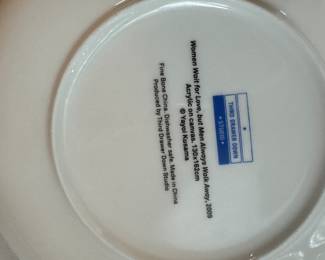 THIRD DRAWER DOWN
• STUDIO •
Women Wait for Love, but Men Always Walk Away, 2009
Acrylic on canvas. 130x162cm
© Yayoi Kusama
Fine Bone China. Dishwasher safe. Made in China
Produced by Third Drawer Down Studio